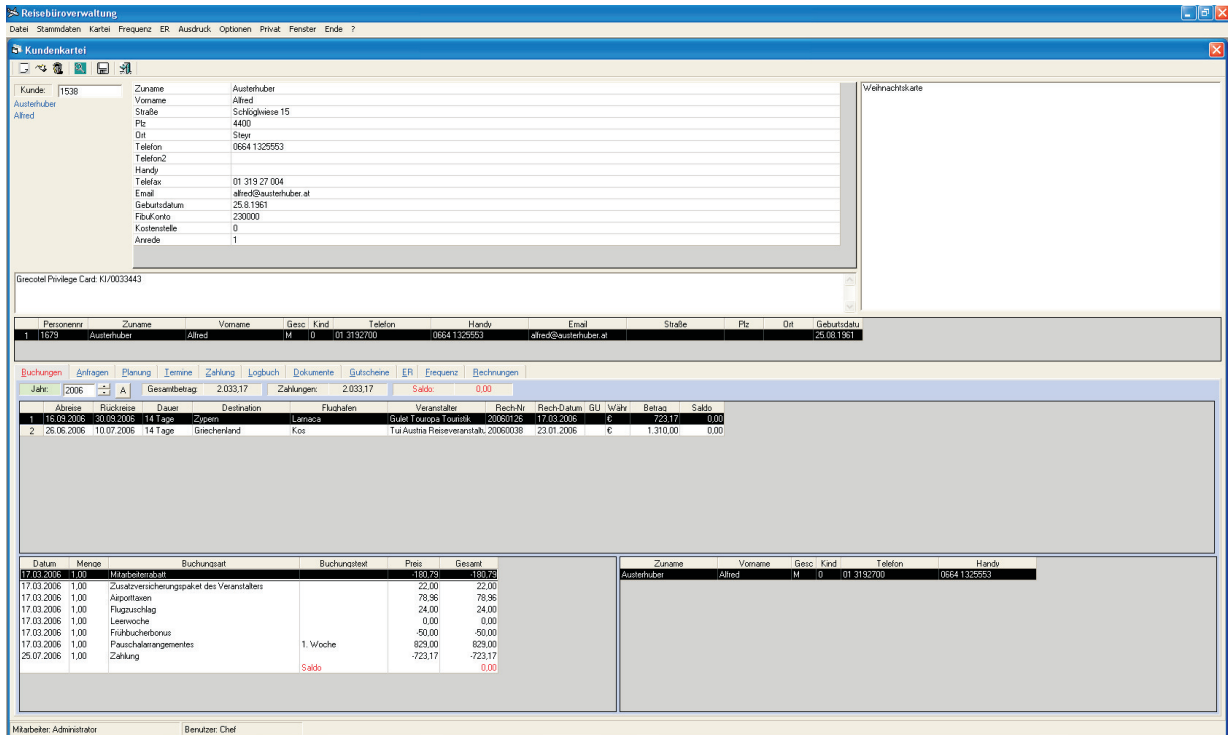 Reisebüroverwaltung
Datei Stammdaten Kartei Frequenz ER Ausdruck Optionen Privat Fenster Ende ?
Kundenkartei
Kunde: 1538
Austerhuber
Alfred
Zuname Austerhuber
Vorname Alfred
Straße Schlöglwiese 15
Plz 4400
Ort Steyr
Telefon 0664 1325553
Telefon2
Handy
Telefax 01 319 27 004
Email alfred@austerhuber.at
Geburtsdatum 25.8.1961
FibuKonto 230000
Kostenstelle 0
Anrede 1
Weihnachtskarte
Grecotel Privilege Card: KI/0033443
Personennr Zuname Vorname Gesc Kind Telefon Handy Email Straße Plz Ort Geburtsdatu
1 1679 Austerhuber Alfred M 0 01 3192700 0664 1325553 alfred@austerhuber.at 25.08.1961
Buchungen Anfragen Planung Termine Zahlung Logbuch Dokumente Gutscheine ER Frequenz Rechnungen
Jahr: 2006 A Gesamtbetrag: 2.033,17 Zahlungen: 2.033,17 Saldo: 0,00
Abreise Rückreise Dauer Destination Flughafen Veranstalter Rech-Nr Rech-Datum GU Währ Betrag Saldo
1 16.09.2006 30.09.2006 14 Tage Zypern Larnaca Gulet Touropa Touristik 20060126 17.03.2006 € 723,17 0,00
2 26.06.2006 10.07.2006 14 Tage Griechenland Kos Tui Austria Reiseveranstaltu 20060038 23.01.2006 € 1.310,00 0,00
Datum Menge Buchungsart Buchungstext Preis Gesamt
17.03.2006 1,00 Mitarbeiterrabatt -180,79 -180,79
17.03.2006 1,00 Zusatzversicherungspaket des Veranstalters 22,00 22,00
17.03.2006 1,00 Airporttaxen 78,96 78,96
17.03.2006 1,00 Flugzuschlag 24,00 24,00
17.03.2006 1,00 Leerwoche 0,00 0,00
17.03.2006 1,00 Frühbucherbonus -50,00 -50,00
17.03.2006 1,00 Pauschalarrangementes 1. Woche 829,00 829,00
25.07.2006 1,00 Zahlung -723,17 -723,17
Saldo 0,00
Zuname Vorname Gesc Kind Telefon Handy
Austerhuber Alfred M 0 01 3192700 0664 1325553
Mitarbeiter: Administrator Benutzer: Chef